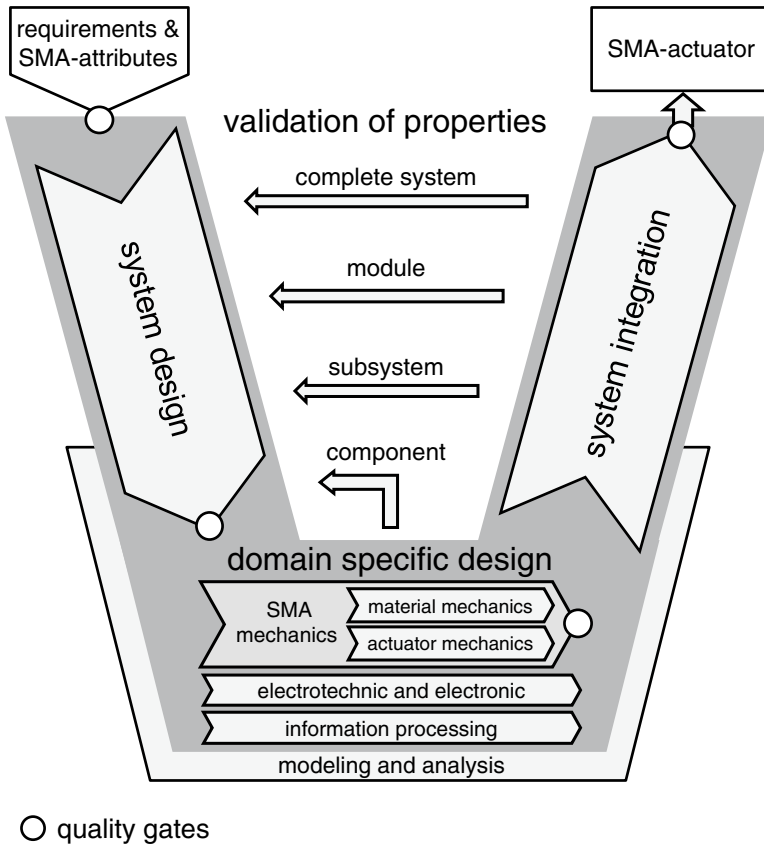 requirements &
SMA-attributes
SMA-actuator
validation of properties
complete system
module
subsystem
component
system design
system integration
domain specific design
SMA
mechanics
material mechanics
actuator mechanics
electrotechnic and electronic
information processing
modeling and analysis
quality gates